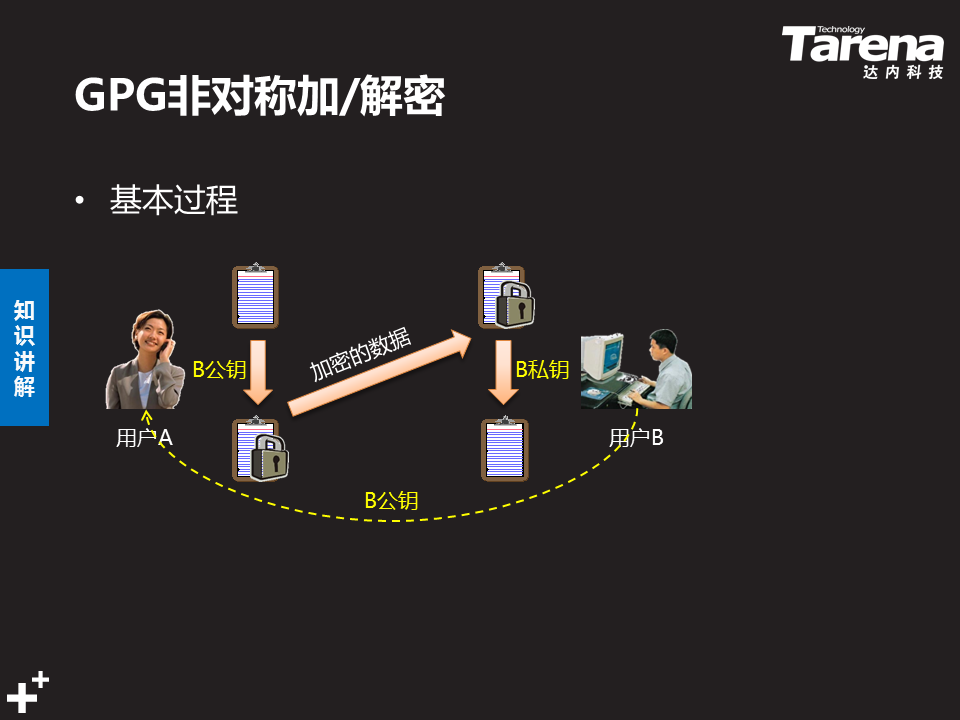 Technology
Tarena
达内科技
GPG非对称加/解密
• 基本过程
知识讲解
B公钥
加密的数据
B私钥
用户A
用户B
B公钥